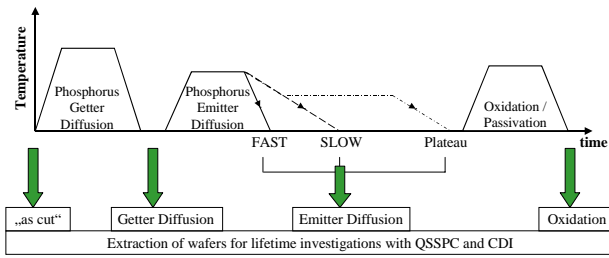 Temperature
Phosphorus
Getter
Diffusion
Phosphorus
Emitter
Diffusion
Oxidation /
Passivation
FAST
SLOW
Plateau
time
„as cut“
Getter Diffusion
Emitter Diffusion
Oxidation
Extraction of wafers for lifetime investigations with QSSPC and CDI